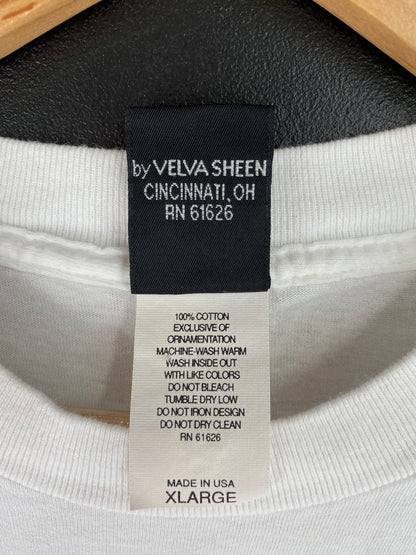 by VELVA SHEEN
CINCINNATI, OH
RN 61626
100% COTTON
EXCLUSIVE OF
ORNAMENTATION
MACHINE-WASH WARM
WASH INSIDE OUT
WITH LIKE COLORS
DO NOT BLEACH
TUMBLE DRY LOW
DO NOT IRON DESIGN
DO NOT DRY CLEAN
RN 61626
MADE IN USA
XLARGE